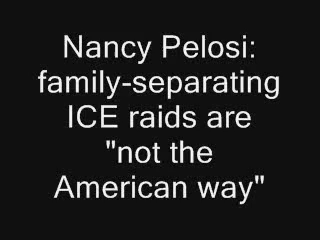 Nancy Pelosi:
family-separating
ICE raids are
"not the
American way"